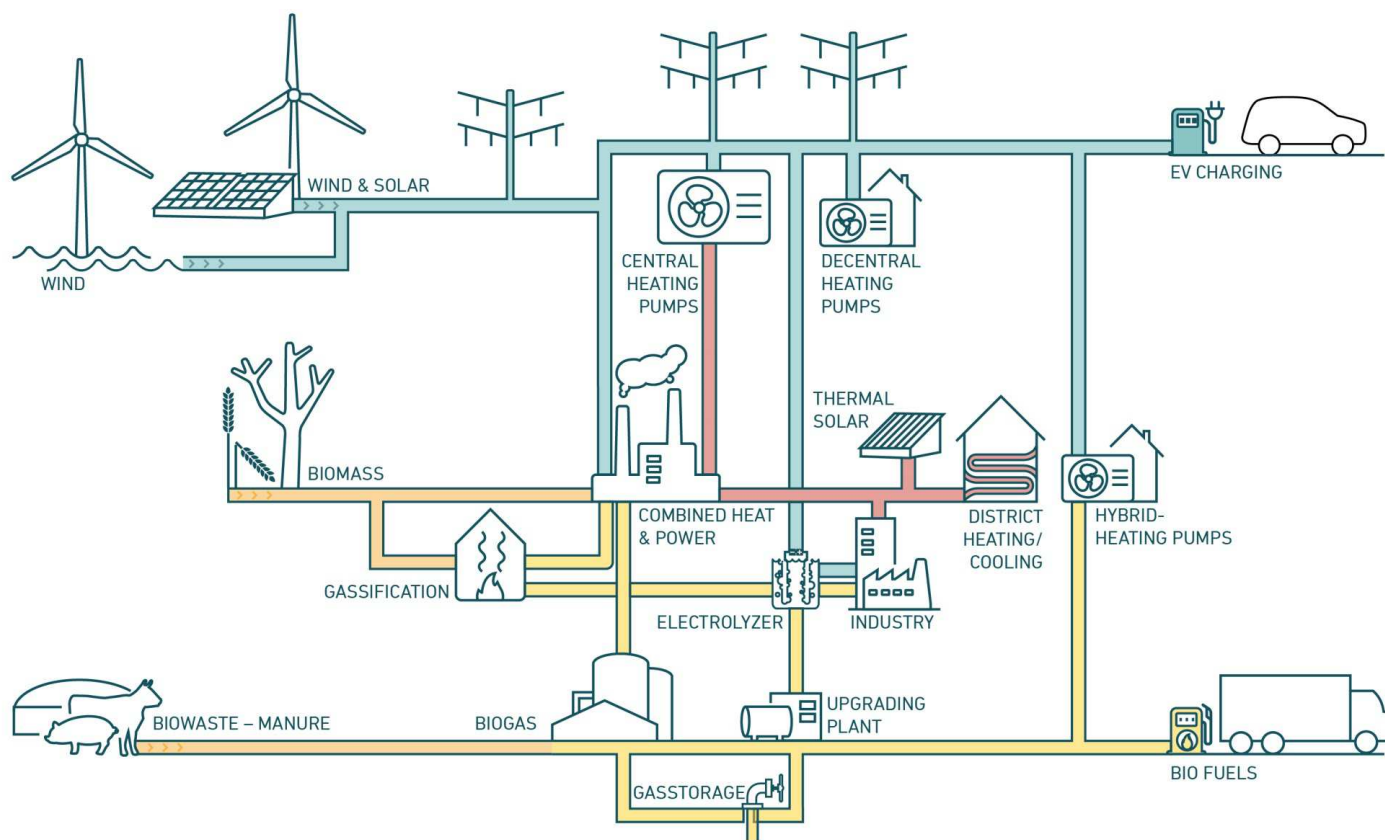 WIND & SOLAR
EV CHARGING
WIND
CENTRAL
HEATING
PUMPS
DECENTRAL
HEATING
PUMPS
THERMAL
SOLAR
BIOMASS
COMBINED HEAT
& POWER
DISTRICT
HEATING/
COOLING
HYBRID-
HEATING PUMPS
GASSIFICATION
ELECTROLYZER
INDUSTRY
BIOWASTE – MANURE
BIOGAS
UPGRADING
PLANT
GASSTORAGE
BIO FUELS